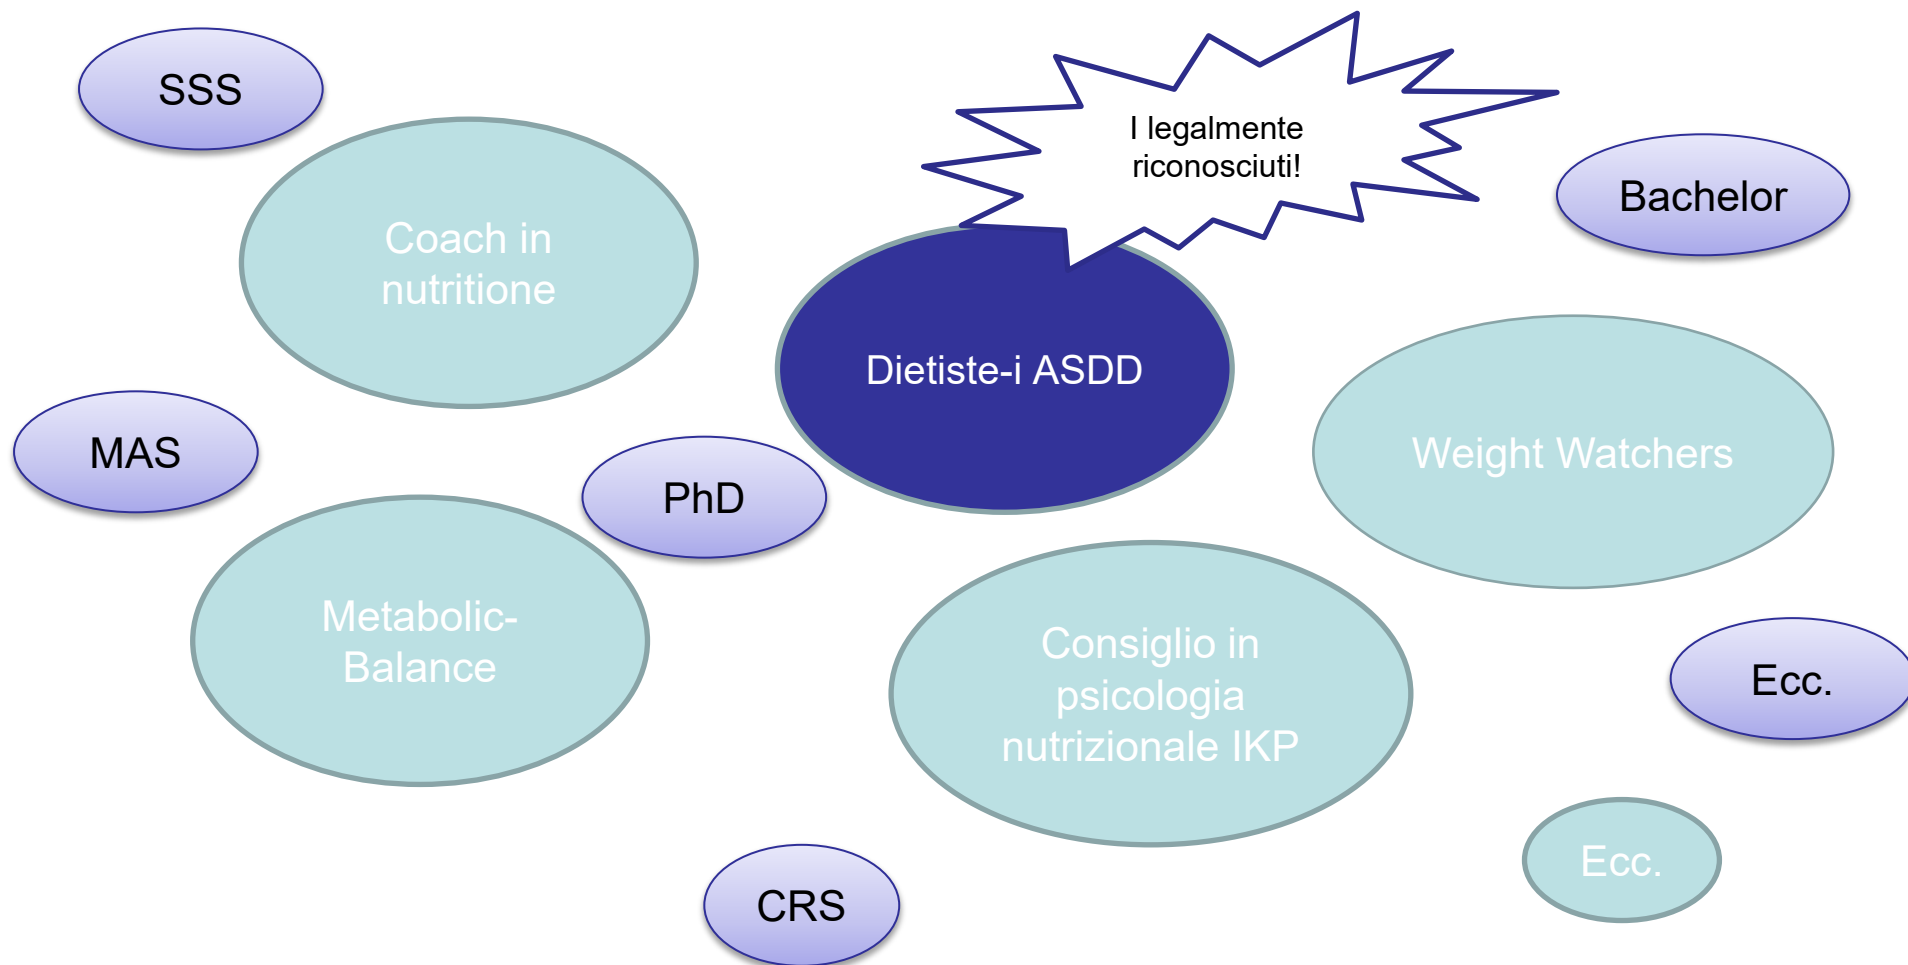 SSS
I legalmente
riconosciuti!
Bachelor
Coach in
nutritione
Dietiste-i ASDD
Weight Watchers
MAS
PhD
Metabolic-
Balance
Consiglio in
psicologia
nutrizionale IKP
Ecc.
Ecc.
CRS